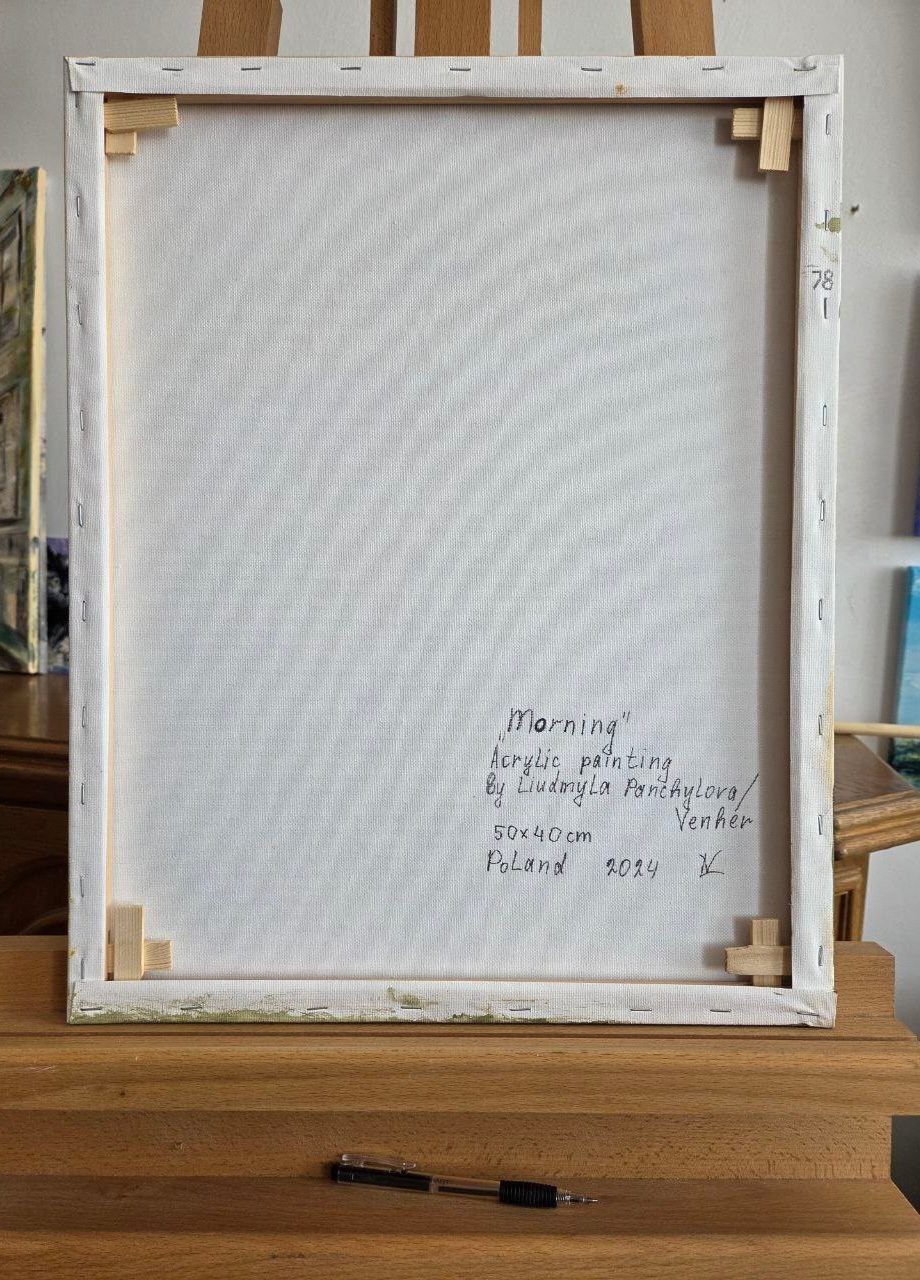 78
„Morning"
Acrylic painting
By Liudmyla Panchylova/
Venher
50x40cm
Poland 2024